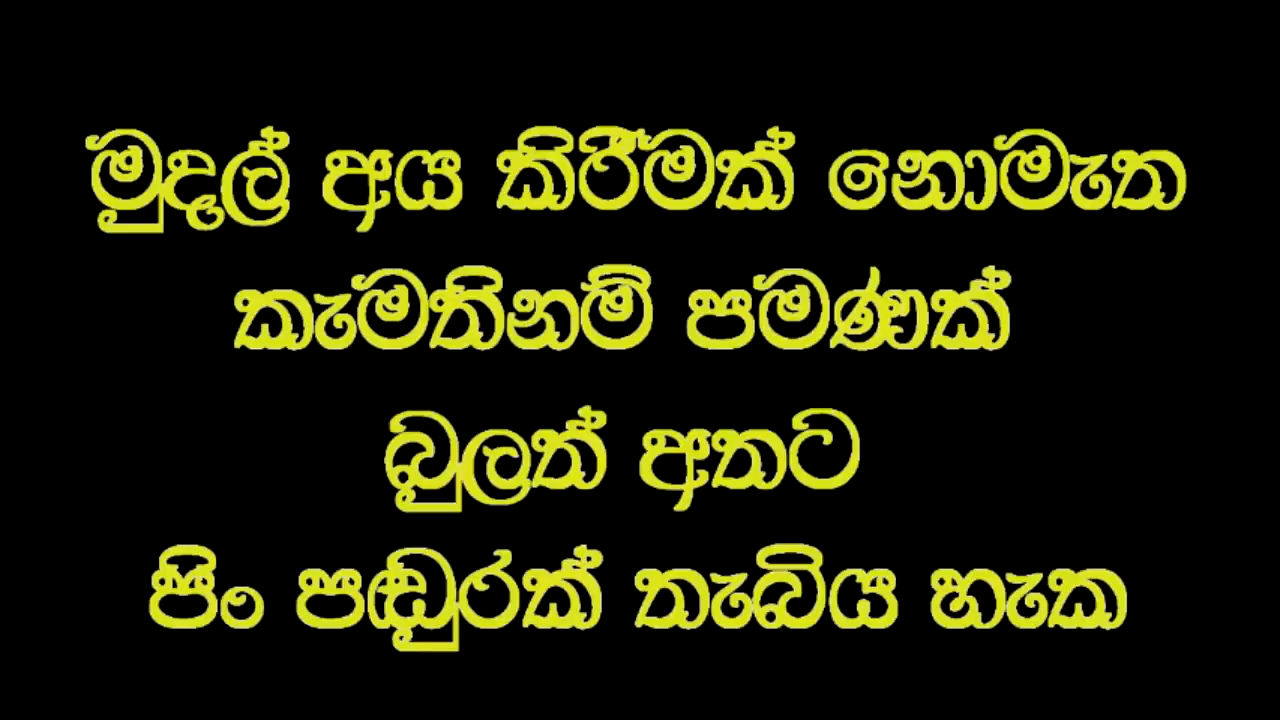 මුදල් අය කිරීමක් නොමැත
කැමතිනම් පමණක්
බුලත් අතට
පිං පඬුරක් තැබිය හැක